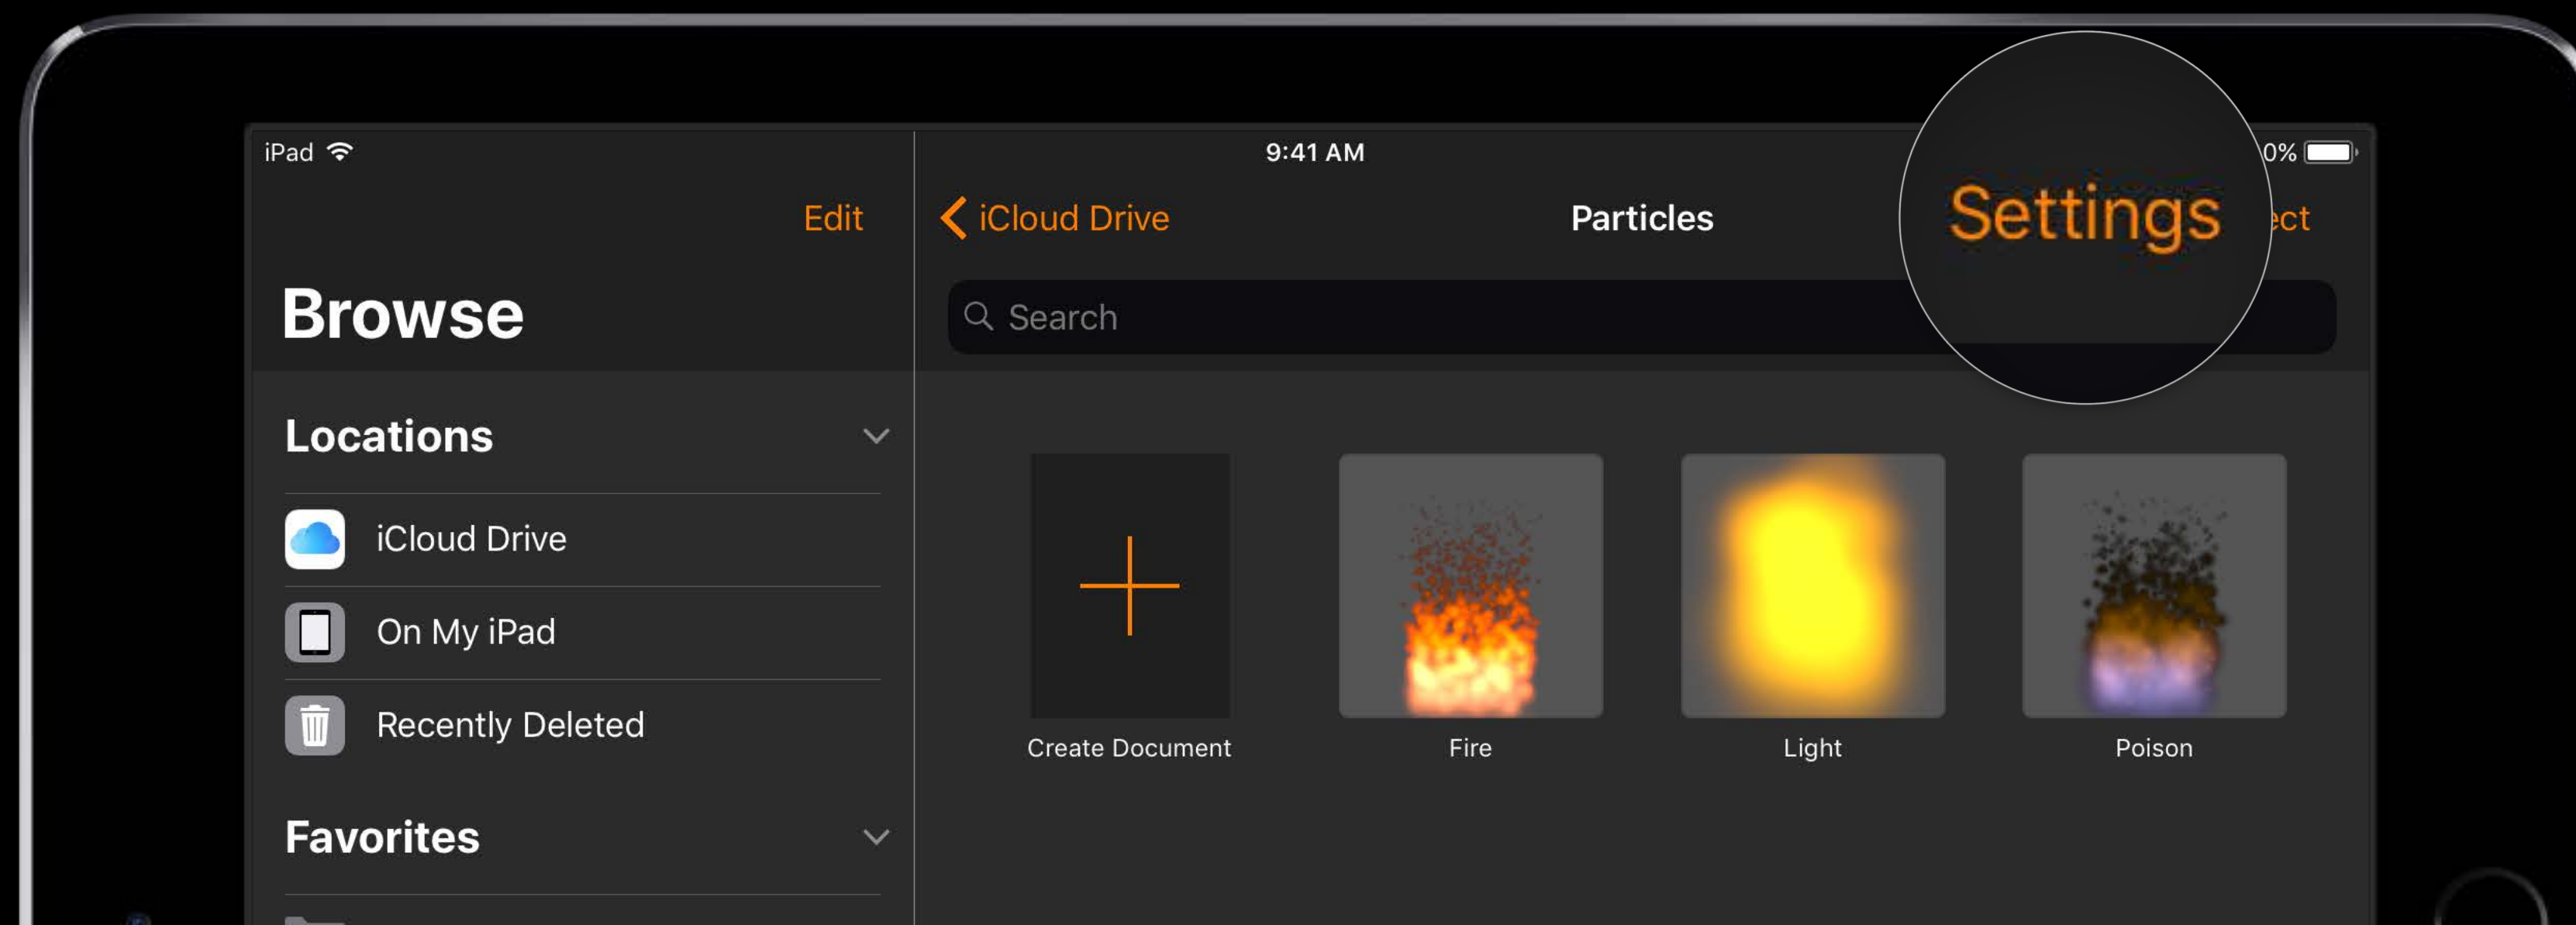 iPad
9:41 AM
0%
Edit
iCloud Drive
Particles
Settings
Browse
Search
Locations
iCloud Drive
On My iPad
Recently Deleted
Create Document
Fire
Light
Poison
Favorites